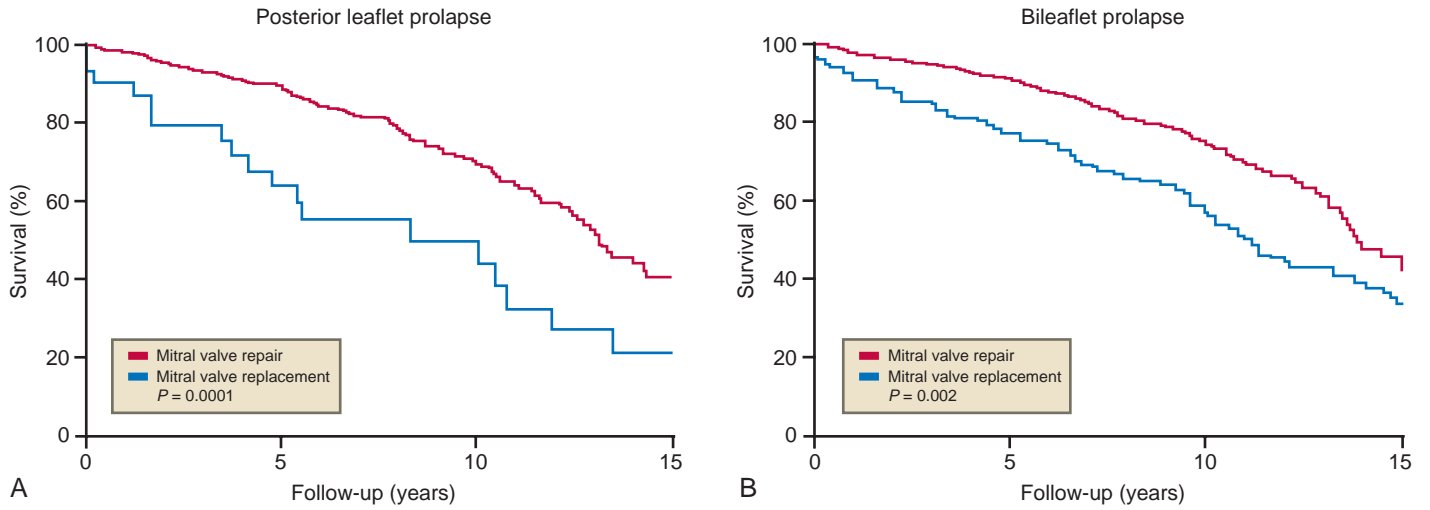 Posterior leaflet prolapse
100
80
60
40
20
0
Survival (%)
Mitral valve repair
Mitral valve replacement
P = 0.0001
0 5 10 15
Follow-up (years)
A
Bileaflet prolapse
100
80
60
40
20
0
Survival (%)
Mitral valve repair
Mitral valve replacement
P = 0.002
0 5 10 15
Follow-up (years)
B